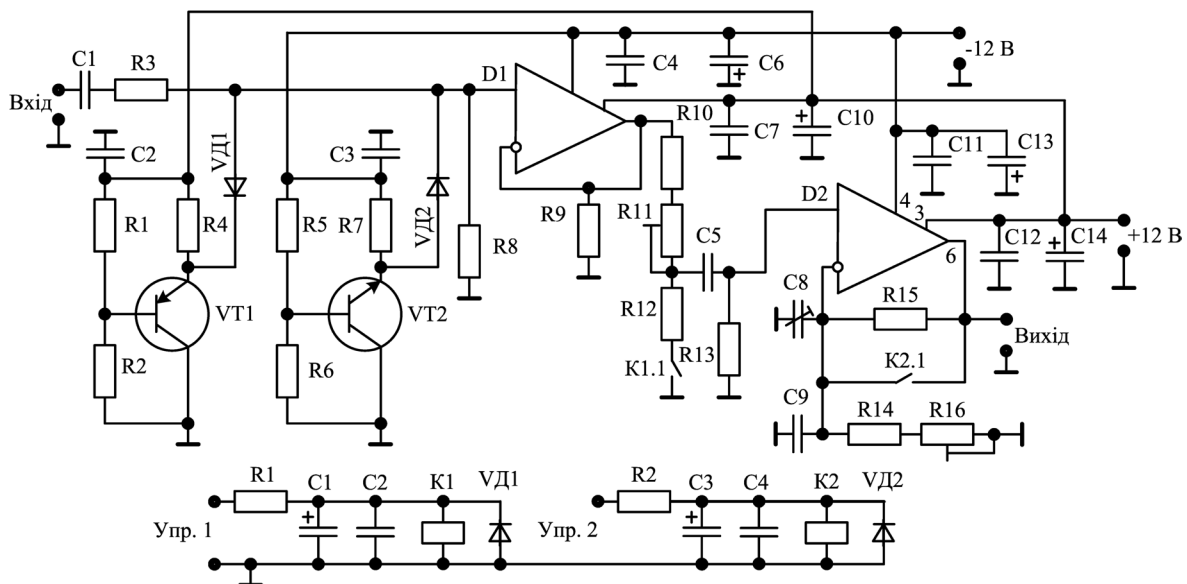 C1
R3
Вхід
C2
VД1
R1
R4
VT1
R2
C3
R5
R7
VД2
R8
VT2
R6
D1
C4
C6
-12 В
R9
R10
C7
C10
R11
C5
R12
R13
K1.1
C11
C13
D2
4
3
6
C12
C14
+12 В
C8
R15
Вихід
K2.1
C9
R14
R16
R1
C1
C2
K1
VД1
Упр. 1
R2
C3
C4
K2
VД2
Упр. 2